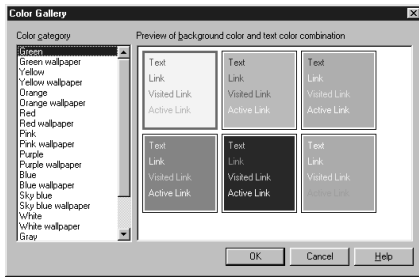 Color Gallery
Color category
Preview of background color and text color combination
Green
Green wallpaper
Yellow
Yellow wallpaper
Orange
Orange wallpaper
Red
Red wallpaper
Pink
Pink wallpaper
Purple
Purple wallpaper
Blue
Blue wallpaper
Sky blue
Sky blue wallpaper
White
White wallpaper
Gray
Text
Link
Visited Link
Active Link
Text
Link
Visited Link
Active Link
Text
Link
Visited Link
Active Link
Text
Link
Visited Link
Active Link
Text
Link
Visited Link
Active Link
Text
Link
Visited Link
Active Link
OK
Cancel
Help